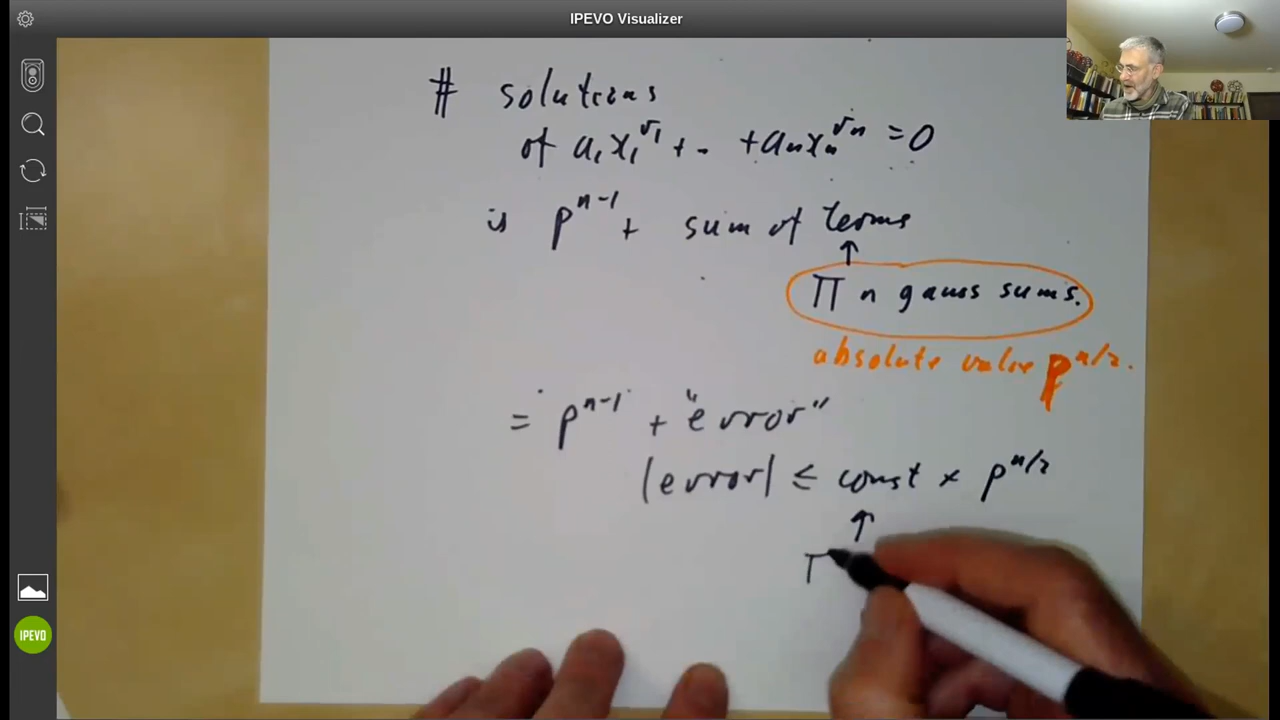 IPEVO Visualizer
# solutions
of a₁x₁^r₁ + .. + aₙxₙ^rₙ = 0
is p^n-1 + sum of terms
↑
∏ n gauss sums.
absolute value p^n/2.
= p^n-1 + "error"
|error| ≤ const × p^n/2
↑
∏
IPEVO